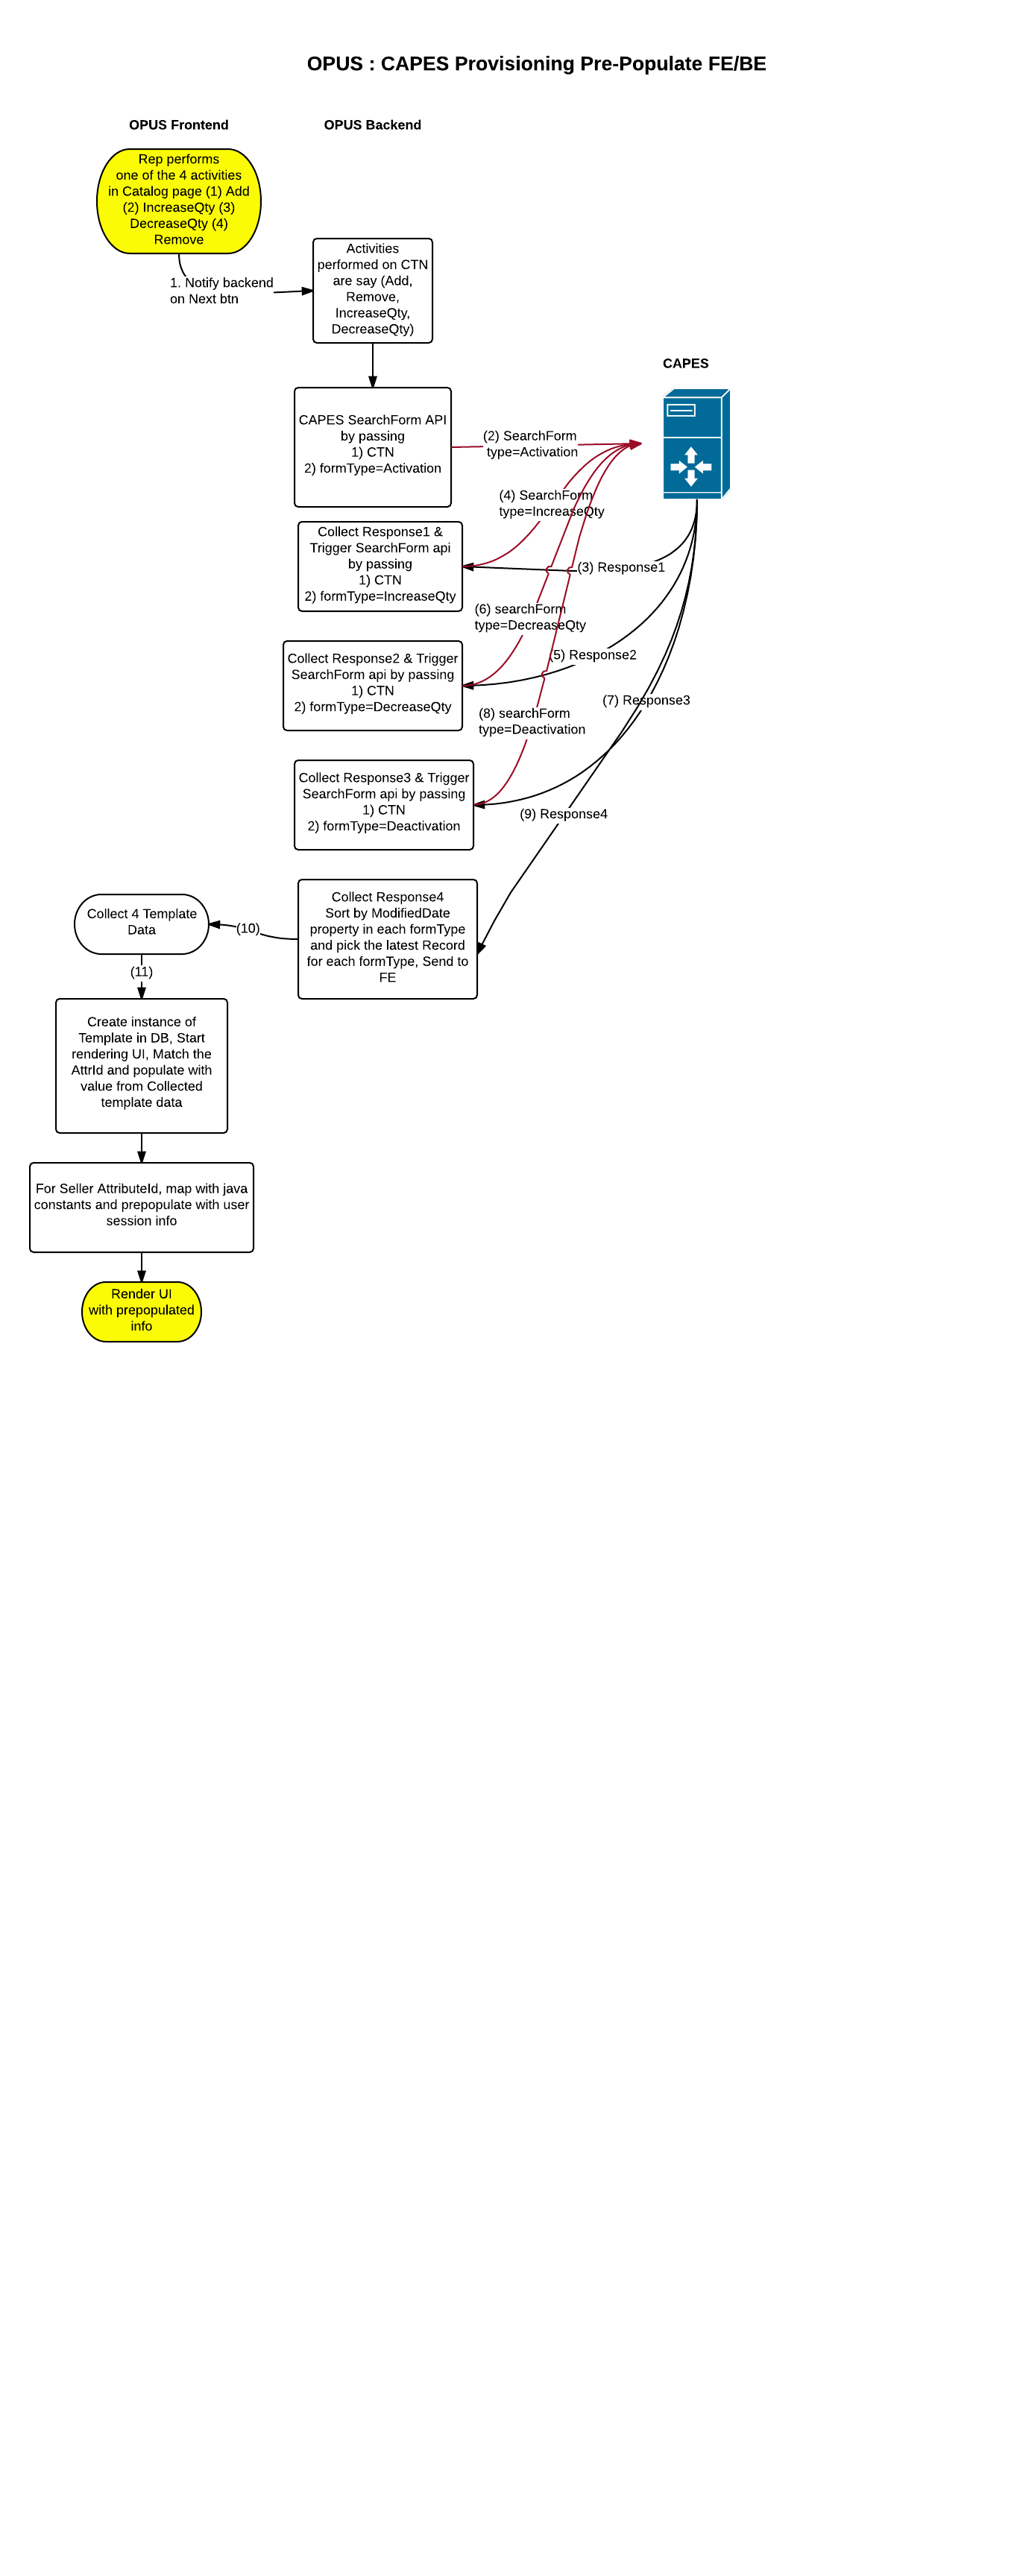 OPUS : CAPES Provisioning Pre-Populate FE/BE
OPUS Frontend
OPUS Backend
Rep performs
one of the 4 activities
in Catalog page (1) Add
(2) IncreaseQty (3)
DecreaseQty (4)
Remove
1. Notify backend
on Next btn
Activities
performed on CTN
are say (Add,
Remove,
IncreaseQty,
DecreaseQty)
CAPES
CAPES SearchForm API
by passing
1) CTN
2) formType=Activation
(2) SearchForm
type=Activation
(4) SearchForm
type=IncreaseQty
Collect Response1 &
Trigger SearchForm api
by passing
1) CTN
2) formType=IncreaseQty
(3) Response1
(6) searchForm
type=DecreaseQty
Collect Response2 & Trigger
SearchForm api by passing
1) CTN
2) formType=DecreaseQty
(5) Response2
(7) Response3
(8) searchForm
type=Deactivation
Collect Response3 & Trigger
SearchForm api by passing
1) CTN
2) formType=Deactivation
(9) Response4
Collect Response4
Sort by ModifiedDate
property in each formType
and pick the latest Record
for each formType, Send to
FE
(10)
Collect 4 Template
Data
(11)
Create instance of
Template in DB, Start
rendering UI, Match the
AttrId and populate with
value from Collected
template data
For Seller AttributeId, map with java
constants and prepopulate with user
session info
Render UI
with prepopulated
info